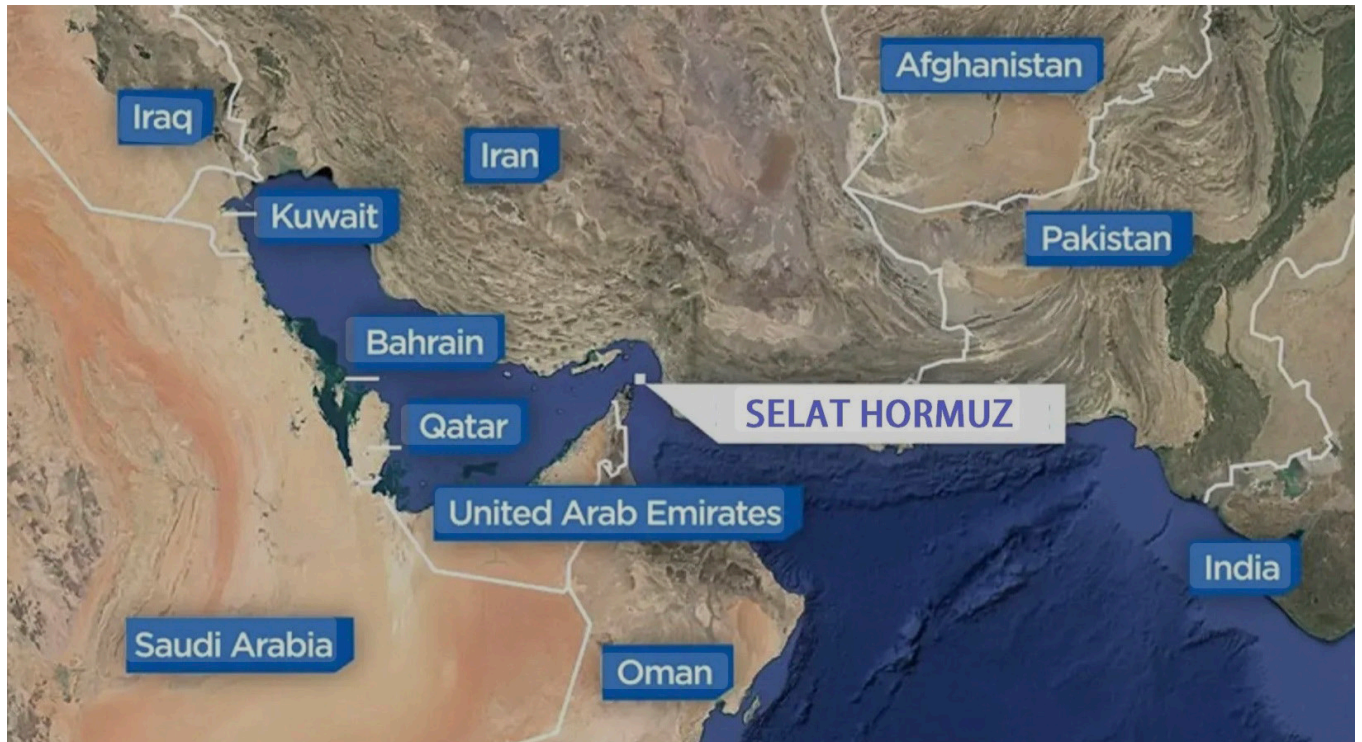 Afghanistan
Iraq
Iran
Kuwait
Pakistan
Bahrain
SELAT HORMUZ
Qatar
United Arab Emirates
India
Saudi Arabia
Oman